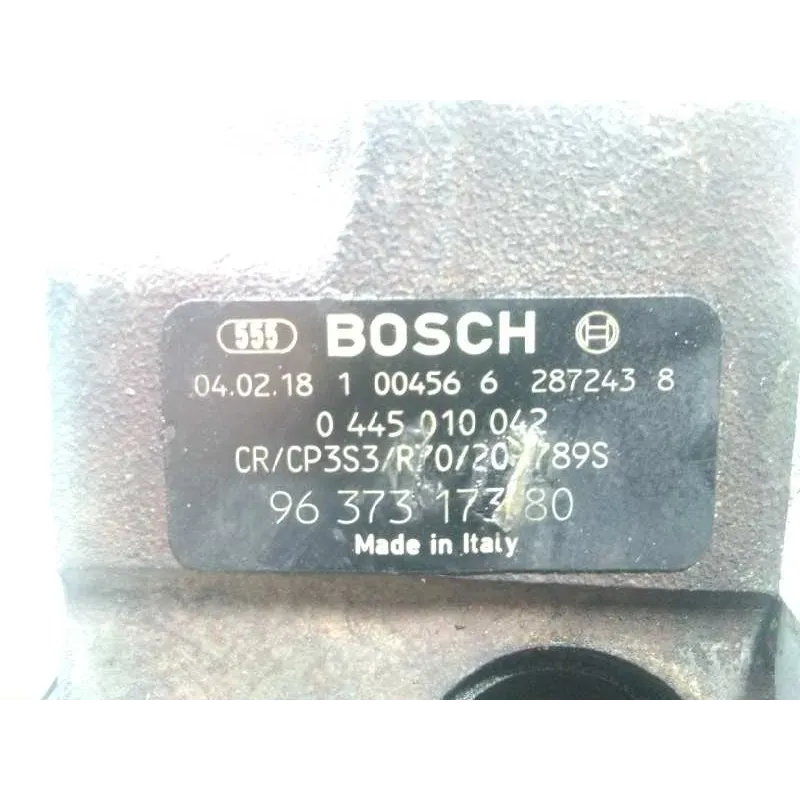 555 BOSCH
04.02.18 1 00456 6 287243 8
0 445 010 042
96 373 173 80
Made in Italy